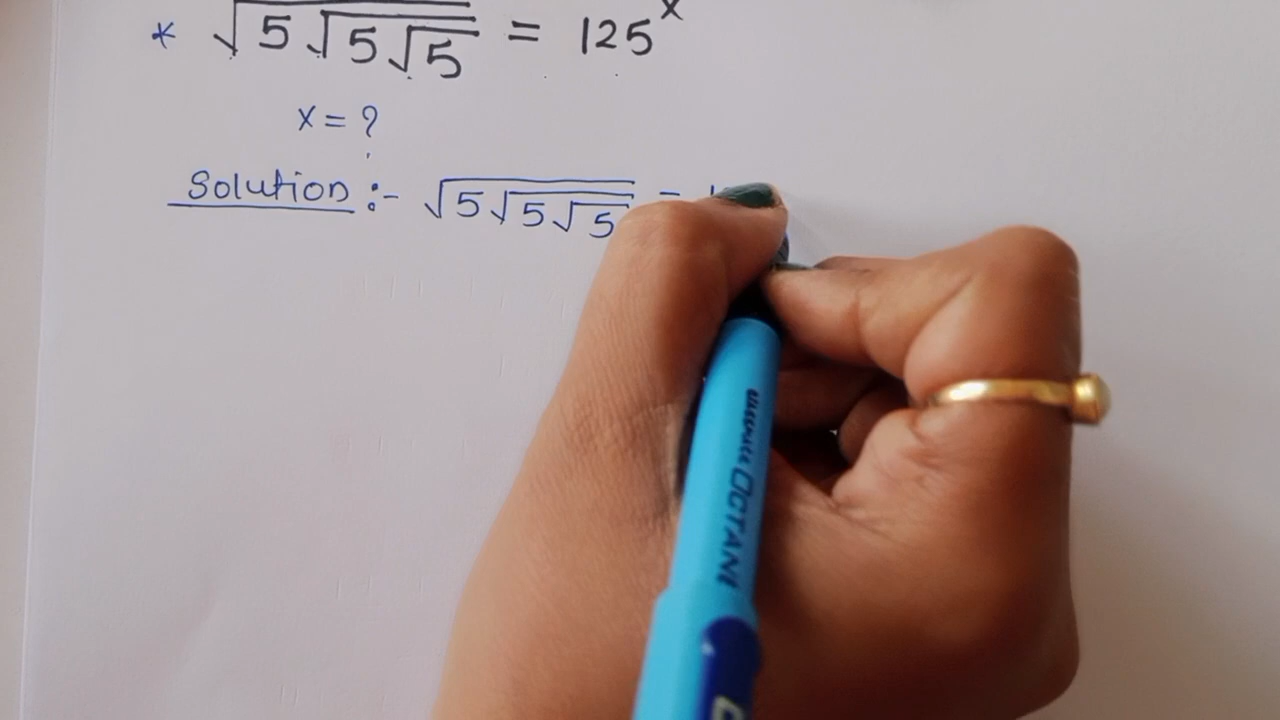 * √5√5√5 = 125^x
x = ?
Solution :- √5√5√5 =
OCTANE